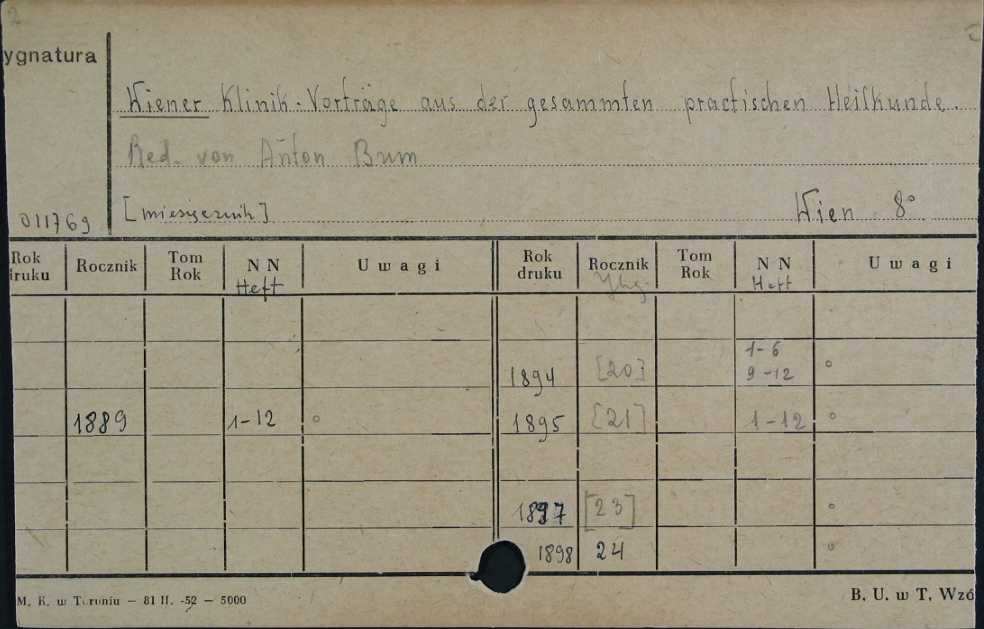 2
ygnatura
Wiener Klinik. Vorträge aus der gesammten practischen Heilkunde.
Red. von Anton Bum
011769 [miesięcznik] Wien 8°
Rok druku Rocznik Tom Rok NN Heft Uwagi Rok druku Rocznik Jhg. Tom Rok NN Heft Uwagi
1-6
1894 [20] 9-12 °
1889 1-12 ° 1895 [21] 1-12 °
1897 [23] °
1898 24 °
M. K. w Toruniu — 81 II. -52 — 5000 B. U. w T. Wzó